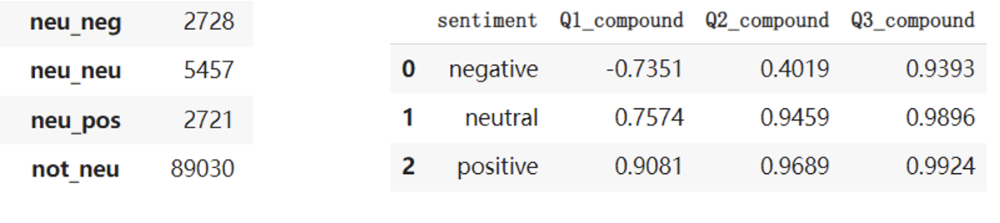 neu_neg 2728
neu_neu 5457
neu_pos 2721
not_neu 89030
sentiment Q1_compound Q2_compound Q3_compound
0 negative -0.7351 0.4019 0.9393
1 neutral 0.7574 0.9459 0.9896
2 positive 0.9081 0.9689 0.9924